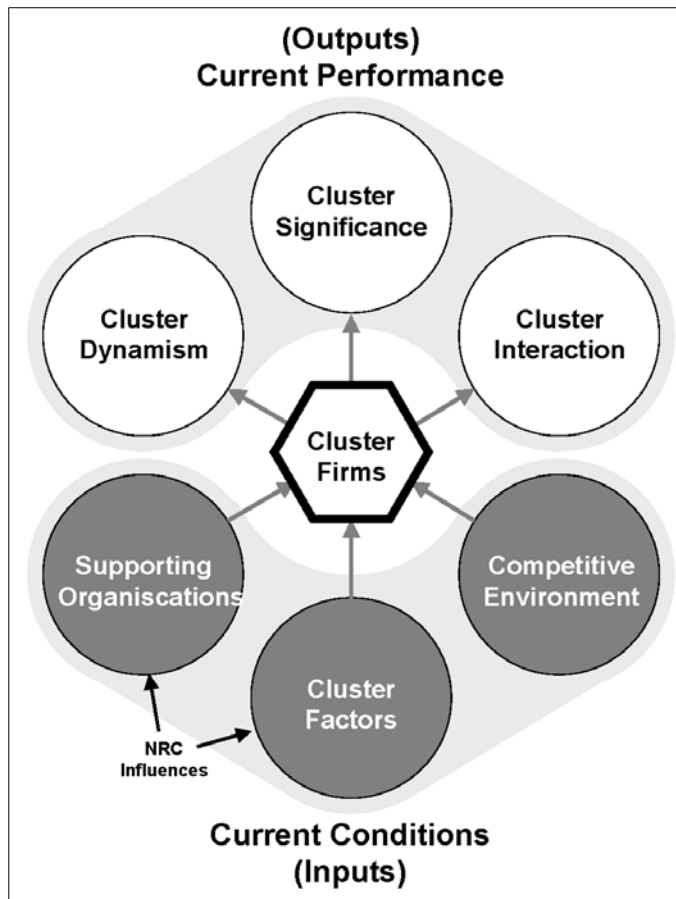 (Outputs)
Current Performance
Cluster
Significance
Cluster
Dynamism
Cluster
Interaction
Cluster
Firms
Supporting
Organiscations
Competitive
Environment
Cluster
Factors
NRC
Influences
Current Conditions
(Inputs)